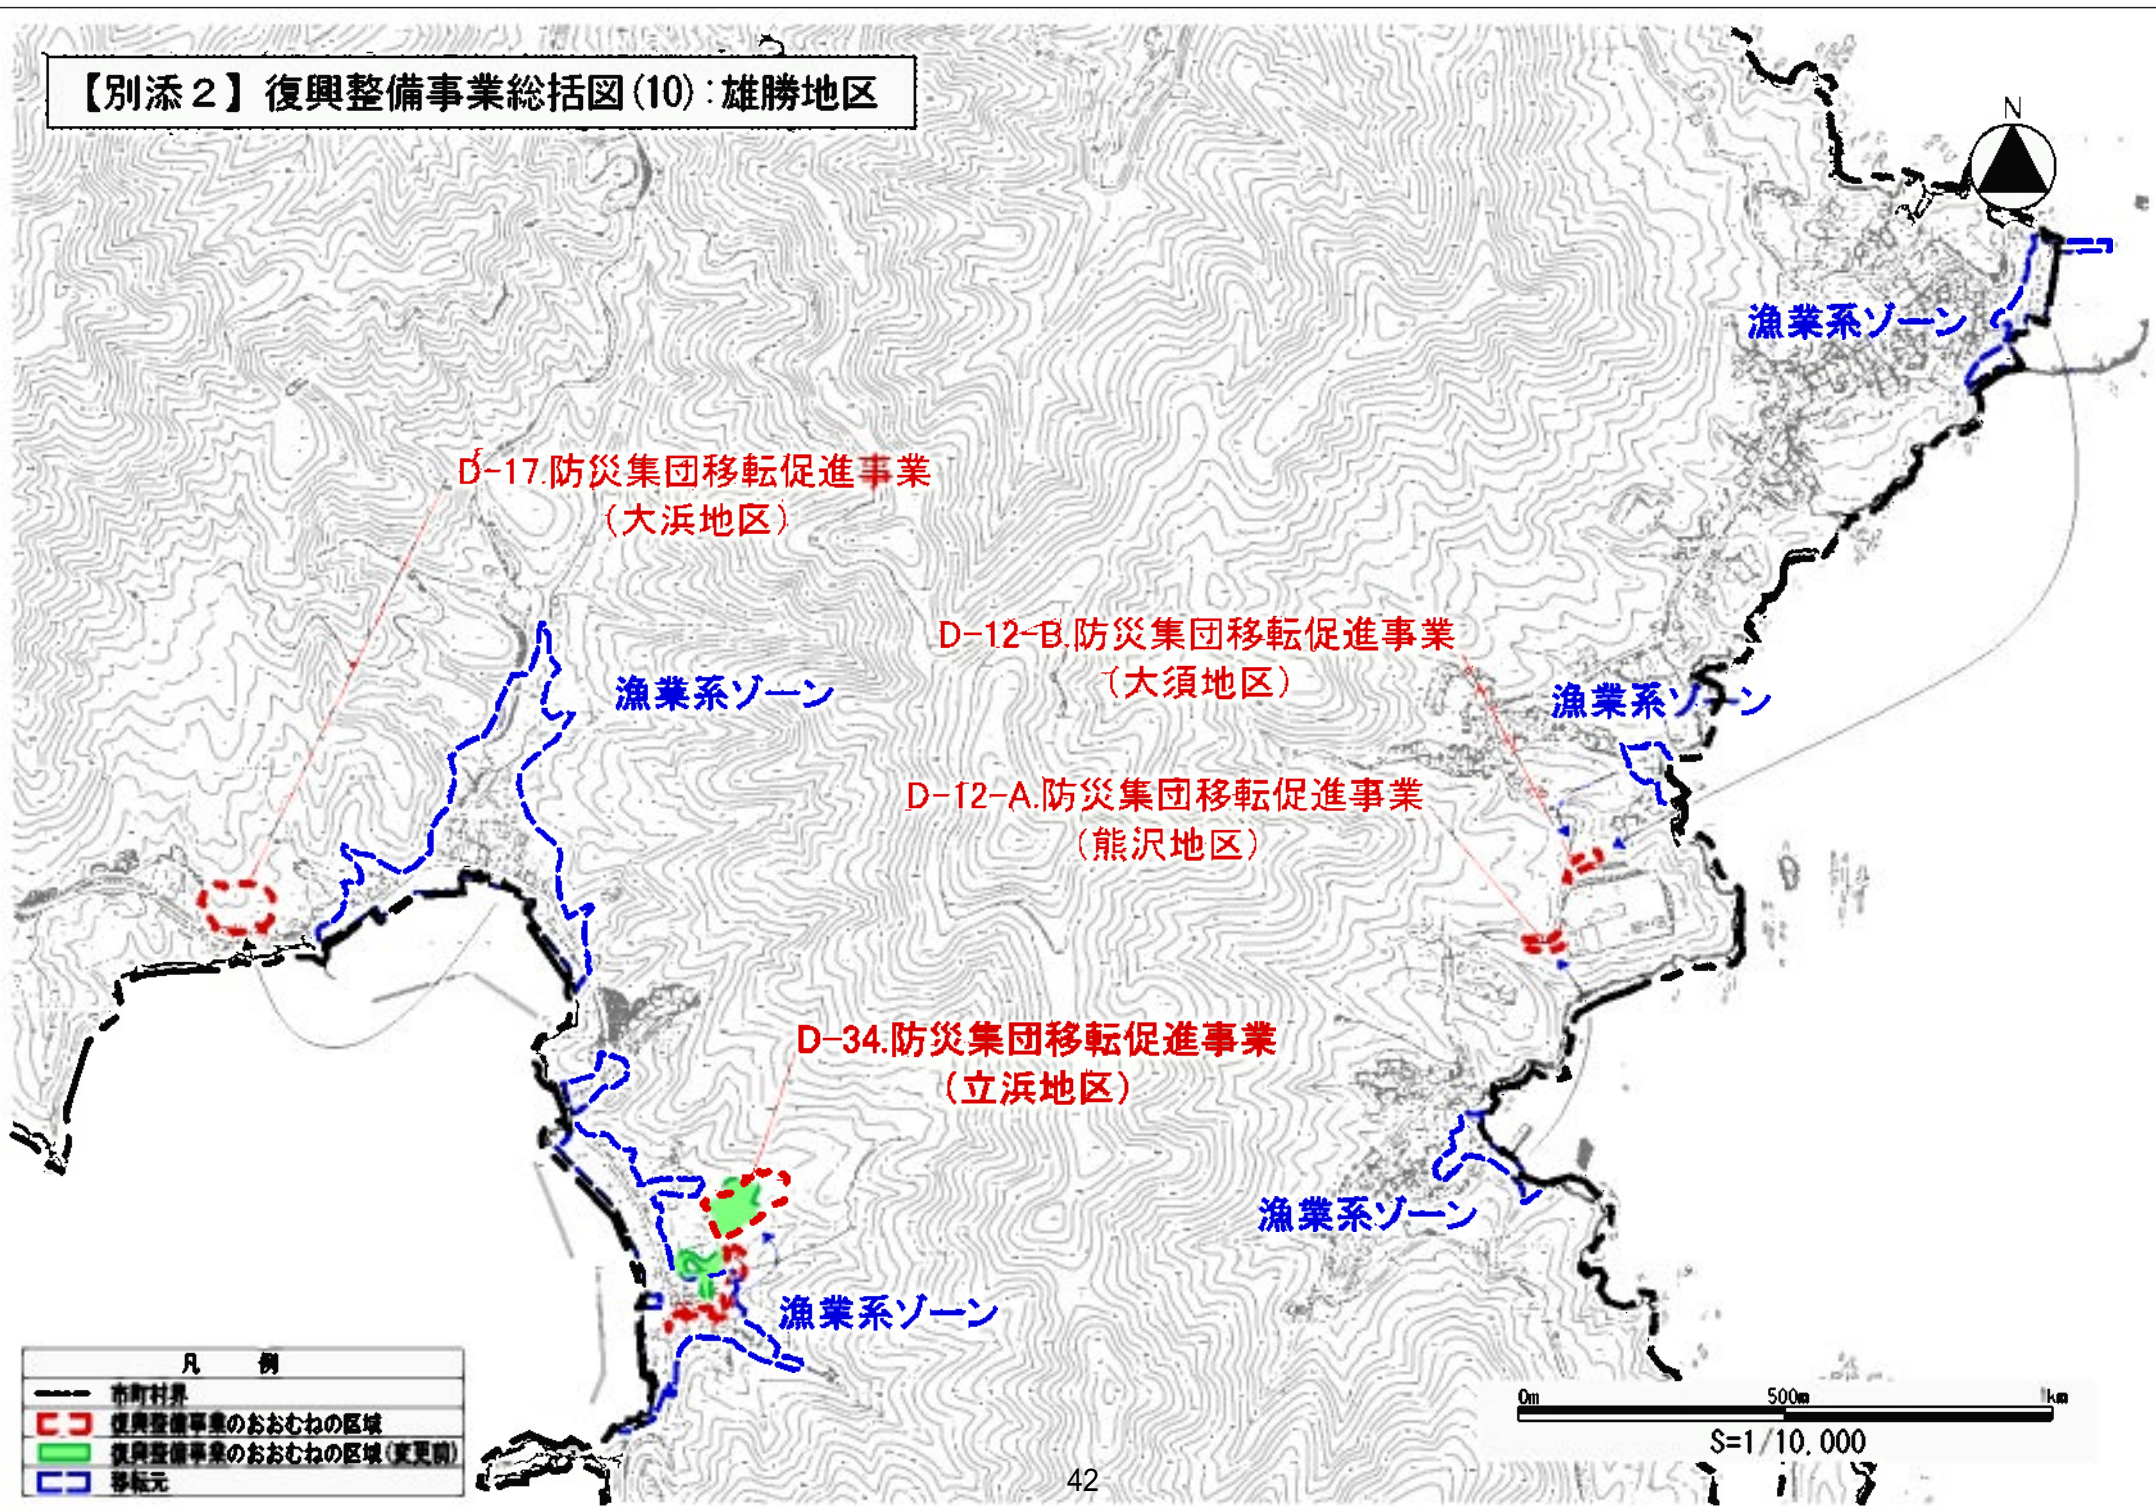 【別添２】復興整備事業総括図(10):雄勝地区
N
漁業系ゾーン
D-17.防災集団移転促進事業
(大浜地区)
D-12-B.防災集団移転促進事業
(大須地区)
漁業系ゾーン
漁業系ゾーン
D-12-A.防災集団移転促進事業
(熊沢地区)
D-34.防災集団移転促進事業
(立浜地区)
漁業系ゾーン
漁業系ゾーン
凡　例
市町村界
復興整備事業のおおむねの区域
復興整備事業のおおむねの区域(変更前)
移転元
0m 500m 1km
S=1/10,000
42